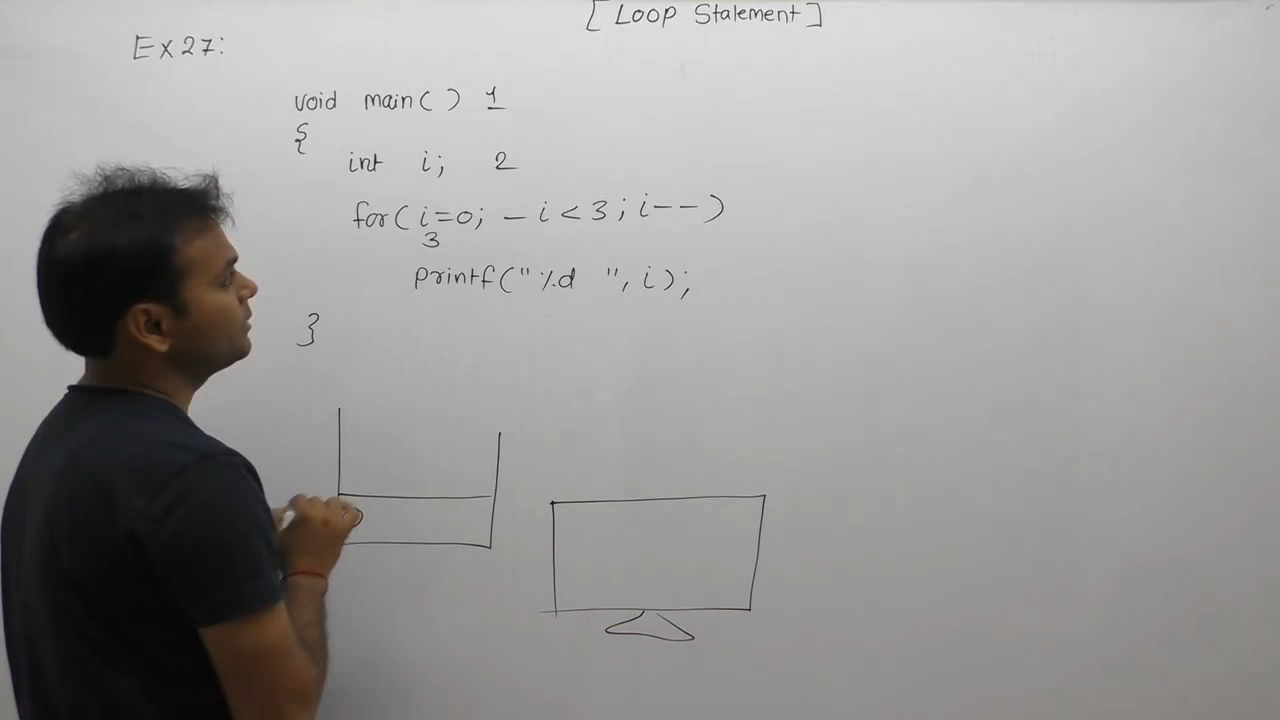 [ Loop Statement ]
Ex 27:
void main( ) 1
{
int i; 2
for( i=0; - i < 3 ; i-- )
3
printf(" %d ", i);
}